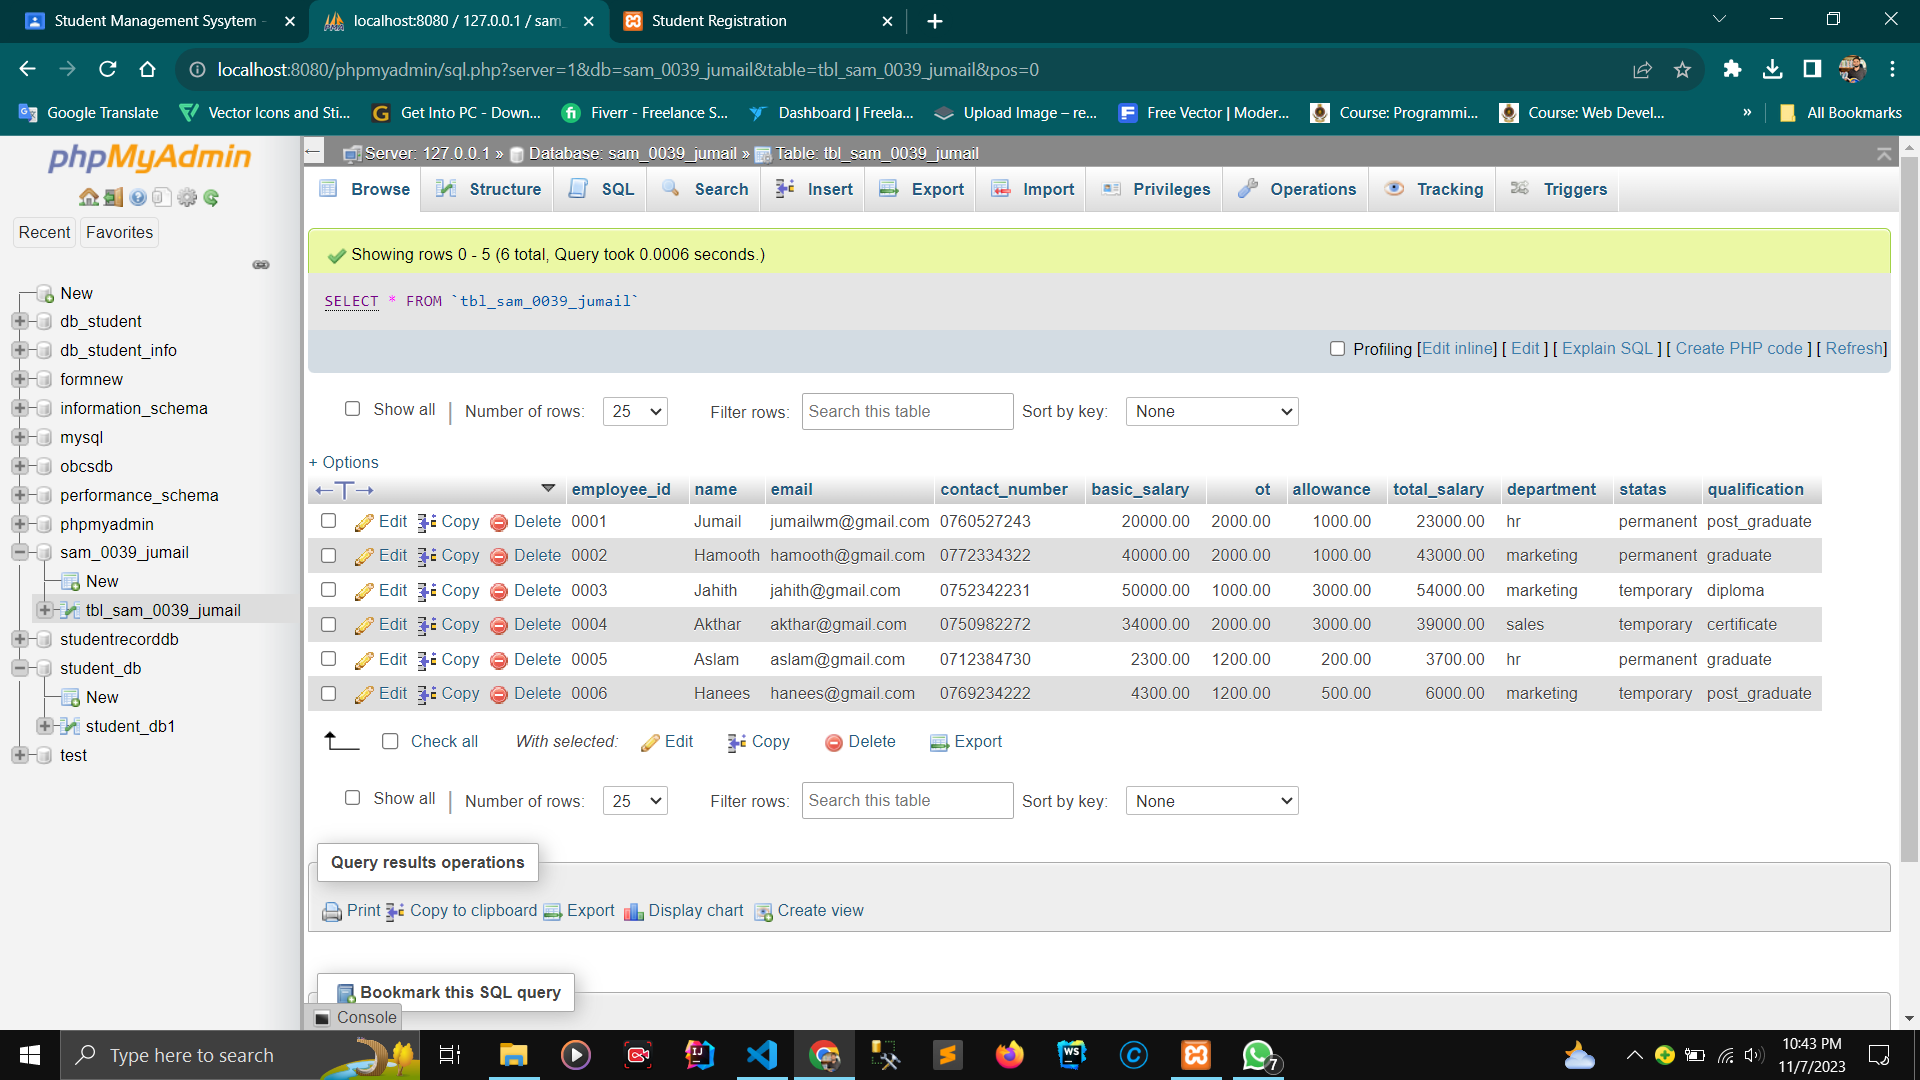 Student Management Sysytem -
localhost:8080 / 127.0.0.1 / sam_
Student Registration
localhost:8080/phpmyadmin/sql.php?server=1&db=sam_0039_jumail&table=tbl_sam_0039_jumail&pos=0
Google Translate Vector Icons and Sti... Get Into PC - Down... Fiverr - Freelance S... Dashboard | Freela... Upload Image – re... Free Vector | Moder... Course: Programmi... Course: Web Devel... » All Bookmarks
phpMyAdmin
Recent Favorites
New
db_student
db_student_info
formnew
information_schema
mysql
obcsdb
performance_schema
phpmyadmin
sam_0039_jumail
New
tbl_sam_0039_jumail
studentrecorddb
student_db
New
student_db1
test
Server: 127.0.0.1 » Database: sam_0039_jumail » Table: tbl_sam_0039_jumail
Browse Structure SQL Search Insert Export Import Privileges Operations Tracking Triggers
Showing rows 0 - 5 (6 total, Query took 0.0006 seconds.)
SELECT * FROM `tbl_sam_0039_jumail`
Profiling [Edit inline] [ Edit ] [ Explain SQL ] [ Create PHP code ] [ Refresh]
Show all | Number of rows: 25 Filter rows: Search this table Sort by key: None
+ Options
←T→ employee_id name email contact_number basic_salary ot allowance total_salary department statas qualification
Edit Copy Delete 0001 Jumail jumailwm@gmail.com 0760527243 20000.00 2000.00 1000.00 23000.00 hr permanent post_graduate
Edit Copy Delete 0002 Hamooth hamooth@gmail.com 0772334322 40000.00 2000.00 1000.00 43000.00 marketing permanent graduate
Edit Copy Delete 0003 Jahith jahith@gmail.com 0752342231 50000.00 1000.00 3000.00 54000.00 marketing temporary diploma
Edit Copy Delete 0004 Akthar akthar@gmail.com 0750982272 34000.00 2000.00 3000.00 39000.00 sales temporary certificate
Edit Copy Delete 0005 Aslam aslam@gmail.com 0712384730 2300.00 1200.00 200.00 3700.00 hr permanent graduate
Edit Copy Delete 0006 Hanees hanees@gmail.com 0769234222 4300.00 1200.00 500.00 6000.00 marketing temporary post_graduate
Check all With selected: Edit Copy Delete Export
Show all | Number of rows: 25 Filter rows: Search this table Sort by key: None
Query results operations
Print Copy to clipboard Export Display chart Create view
Bookmark this SQL query
Console
Type here to search
7
10:43 PM
11/7/2023